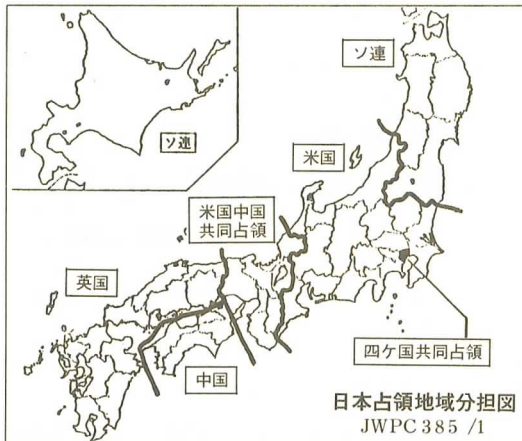 ソ連
ソ連
米国
米国中国
共同占領
英国
中国
四ケ国共同占領
日本占領地域分担図
JWPC 385 /1